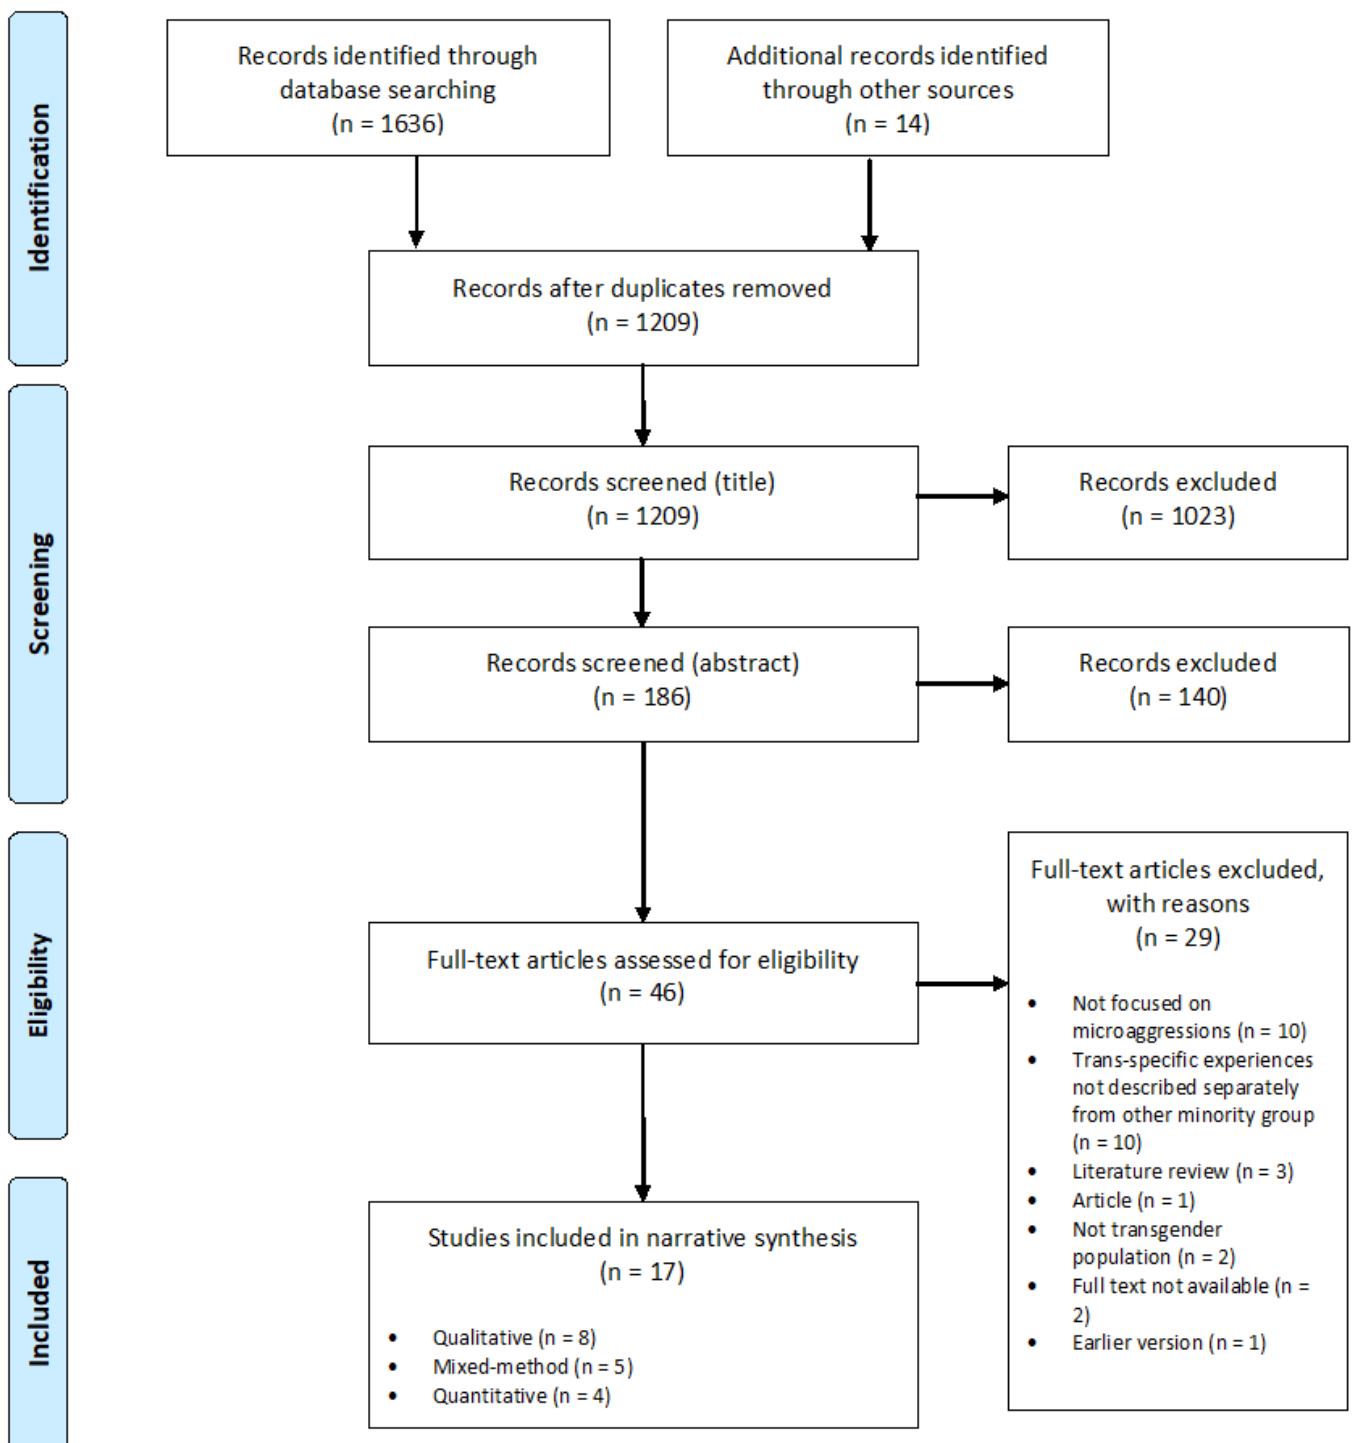 Identification
Records identified through
database searching
(n = 1636)
Additional records identified
through other sources
(n = 14)
Records after duplicates removed
(n = 1209)
Screening
Records screened (title)
(n = 1209)
Records excluded
(n = 1023)
Records screened (abstract)
(n = 186)
Records excluded
(n = 140)
Eligibility
Full-text articles assessed for eligibility
(n = 46)
Full-text articles excluded,
with reasons
(n = 29)
• Not focused on
microaggressions (n = 10)
• Trans-specific experiences
not described separately
from other minority group
(n = 10)
• Literature review (n = 3)
• Article (n = 1)
• Not transgender
population (n = 2)
• Full text not available (n =
2)
• Earlier version (n = 1)
Included
Studies included in narrative synthesis
(n = 17)
• Qualitative (n = 8)
• Mixed-method (n = 5)
• Quantitative (n = 4)